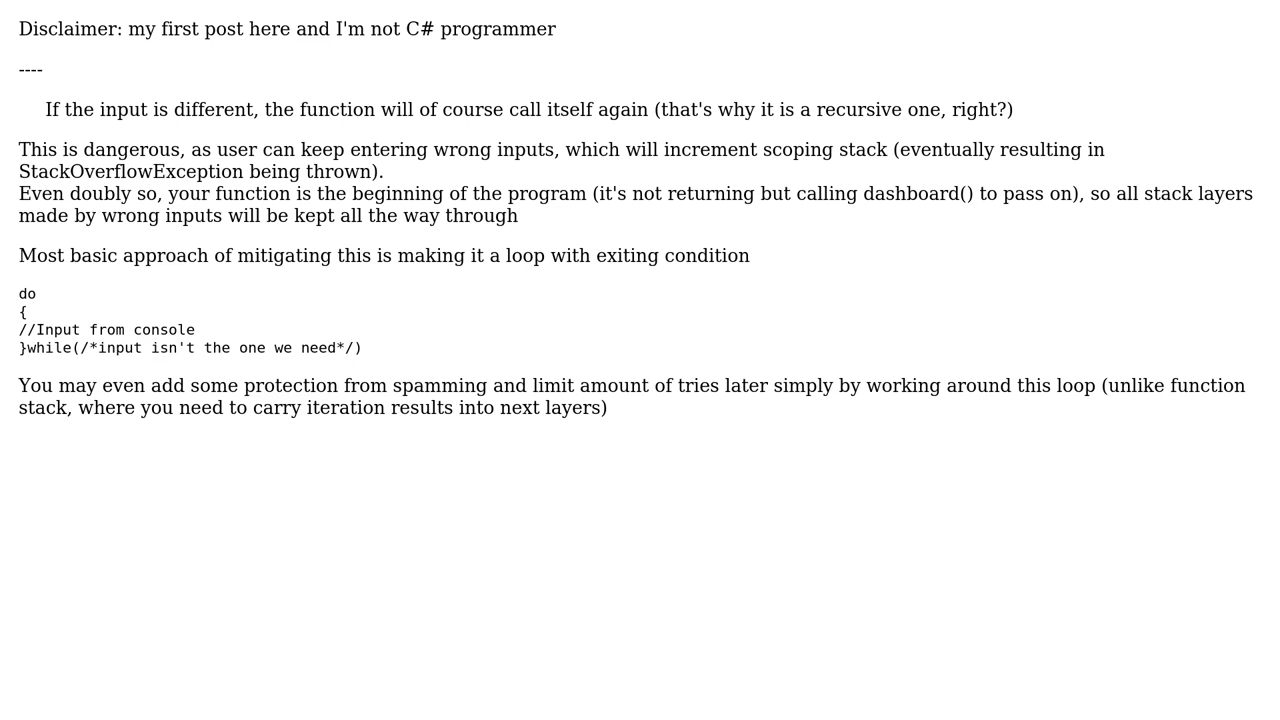 Disclaimer: my first post here and I'm not C# programmer
----
If the input is different, the function will of course call itself again (that's why it is a recursive one, right?)
This is dangerous, as user can keep entering wrong inputs, which will increment scoping stack (eventually resulting in
StackOverflowException being thrown).
Even doubly so, your function is the beginning of the program (it's not returning but calling dashboard() to pass on), so all stack layers
made by wrong inputs will be kept all the way through
Most basic approach of mitigating this is making it a loop with exiting condition
do
{
//Input from console
}while(/*input isn't the one we need*/)
You may even add some protection from spamming and limit amount of tries later simply by working around this loop (unlike function
stack, where you need to carry iteration results into next layers)